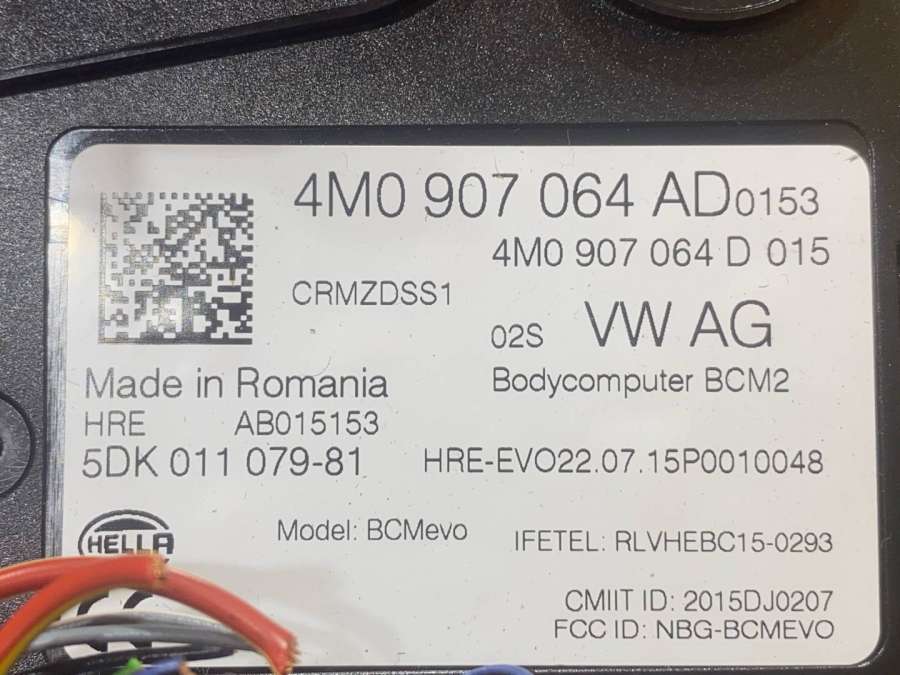 4M0 907 064 AD 0153
4M0 907 064 D 015
CRMZDSS1
02S VW AG
Made in Romania
Bodycomputer BCM2
HRE AB015153
5DK 011 079-81
HRE-EVO22.07.15P0010048
HELLA
Model: BCMevo
IFETEL: RLVHEBC15-0293
CMIIT ID: 2015DJ0207
FCC ID: NBG-BCMEVO